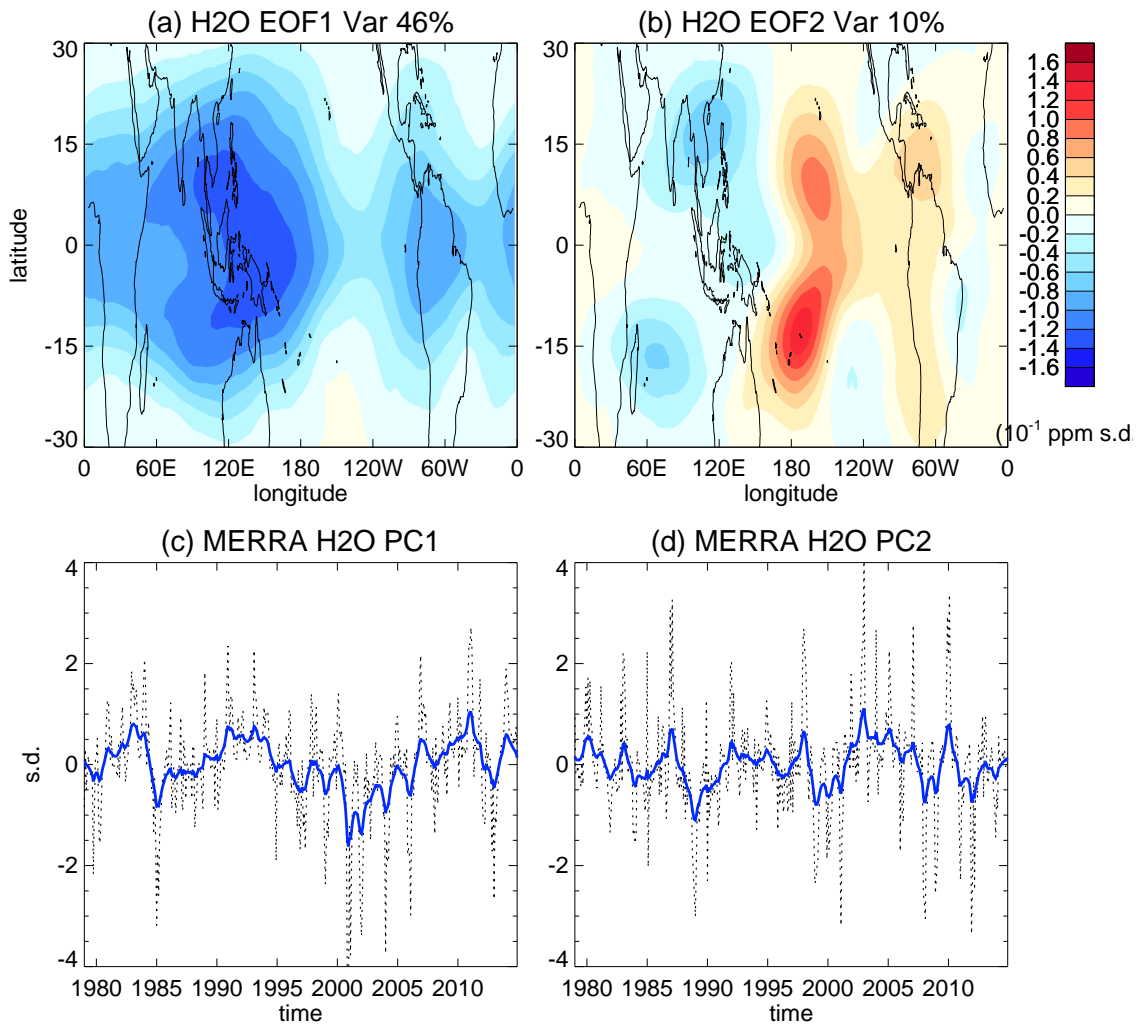 (a) H2O EOF1 Var 46%
(b) H2O EOF2 Var 10%
30
15
0
-15
-30
latitude
0 60E 120E 180 120W 60W 0
longitude
30
15
0
-15
-30
0 60E 120E 180 120W 60W 0
longitude
1.6
1.4
1.2
1.0
0.8
0.6
0.4
0.2
0.0
-0.2
-0.4
-0.6
-0.8
-1.0
-1.2
-1.4
-1.6
(10-1 ppm s.d.
(c) MERRA H2O PC1
4
2
0
-2
-4
s.d.
1980 1985 1990 1995 2000 2005 2010
time
(d) MERRA H2O PC2
4
2
0
-2
-4
1980 1985 1990 1995 2000 2005 2010
time